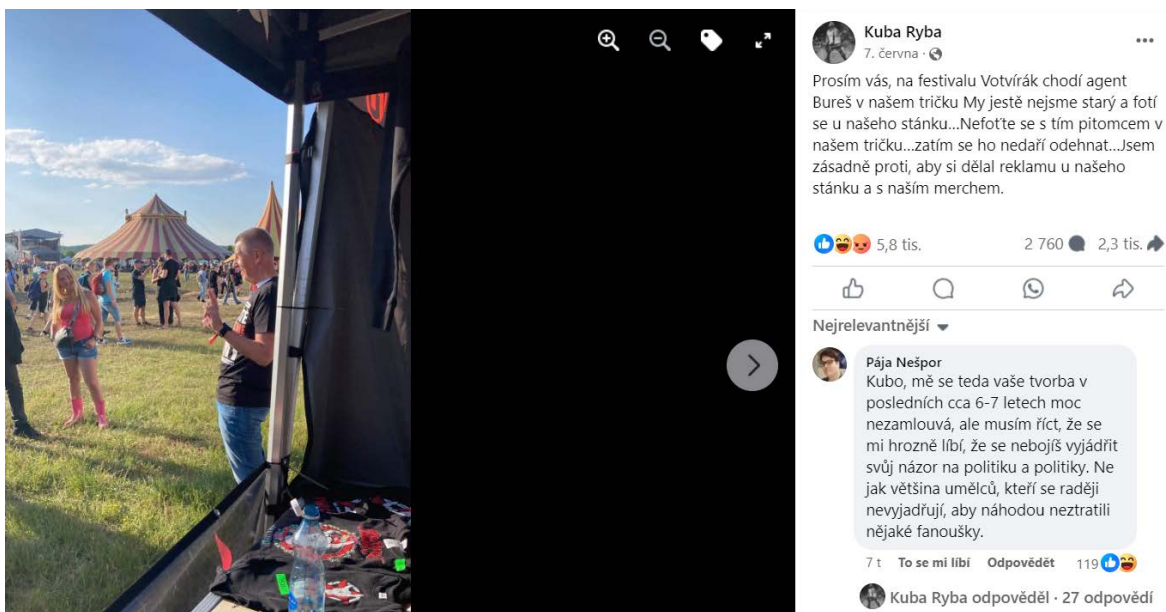 Kuba Ryba
7. června
Prosím vás, na festivalu Votvírák chodí agent
Bureš v našem tričku My jestě nejsme starý a fotí
se u našeho stánku...Nefoťte se s tím pitomcem v
našem tričku...zatím se ho nedaří odehnat...Jsem
zásadně proti, aby si dělal reklamu u našeho
stánku a s naším merchem.
5,8 tis. 2 760 2,3 tis.
Nejrelevantnější
Pája Nešpor
Kubo, mě se teda vaše tvorba v
posledních cca 6-7 letech moc
nezamlouvá, ale musím říct, že se
mi hrozně líbí, že se nebojíš vyjádřit
svůj názor na politiku a politiky. Ne
jak většina umělců, kteří se raději
nevyjadřují, aby náhodou neztratili
nějaké fanoušky.
7 t To se mi líbí Odpovědět 119
Kuba Ryba odpověděl · 27 odpovědí